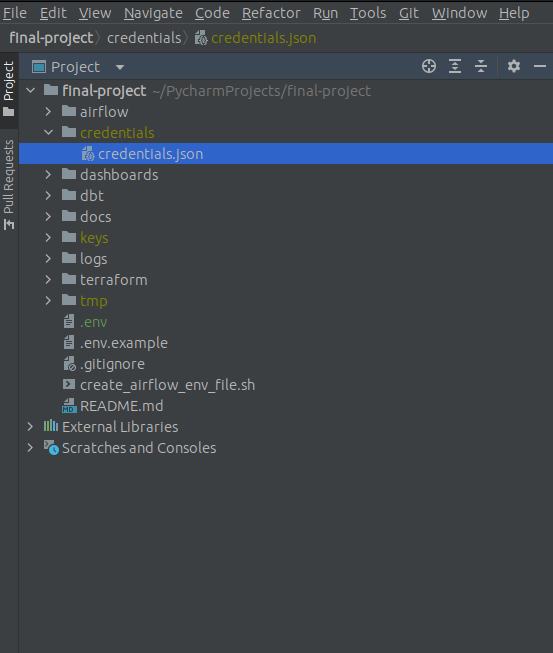 File Edit View Navigate Code Refactor Run Tools Git Window Help
final-project credentials credentials.json
Project
Project
Pull Requests
final-project ~/PycharmProjects/final-project
airflow
credentials
credentials.json
dashboards
dbt
docs
keys
logs
terraform
tmp
.env
.env.example
.gitignore
create_airflow_env_file.sh
MD README.md
External Libraries
Scratches and Consoles